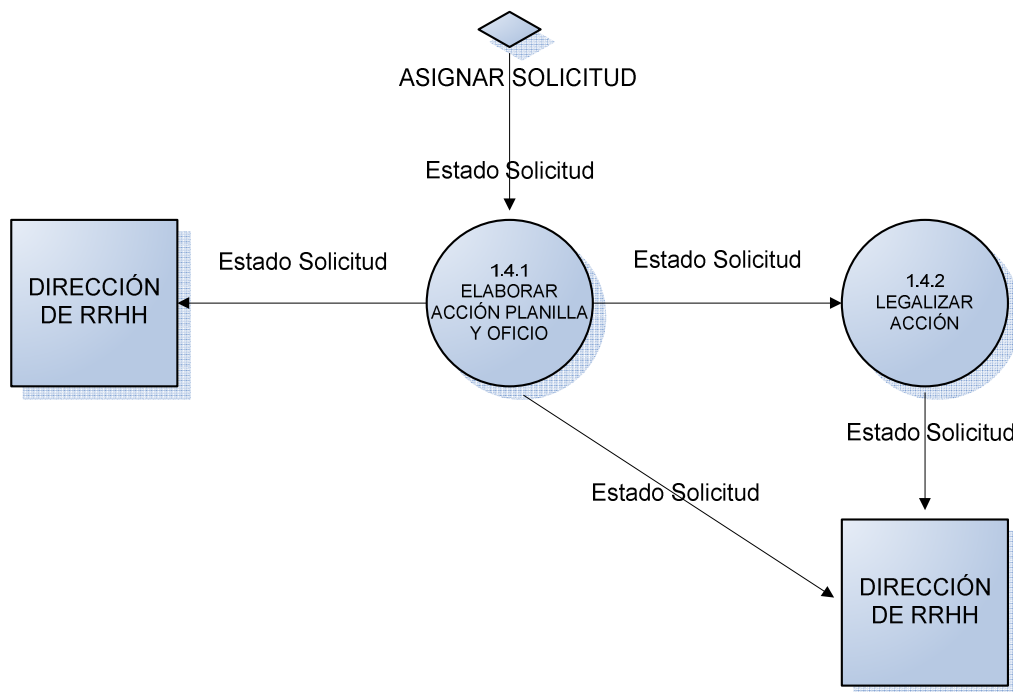 ASIGNAR SOLICITUD
Estado Solicitud
DIRECCIÓN
DE RRHH
Estado Solicitud
1.4.1
ELABORAR
ACCIÓN PLANILLA
Y OFICIO
Estado Solicitud
1.4.2
LEGALIZAR
ACCIÓN
Estado Solicitud
Estado Solicitud
DIRECCIÓN
DE RRHH